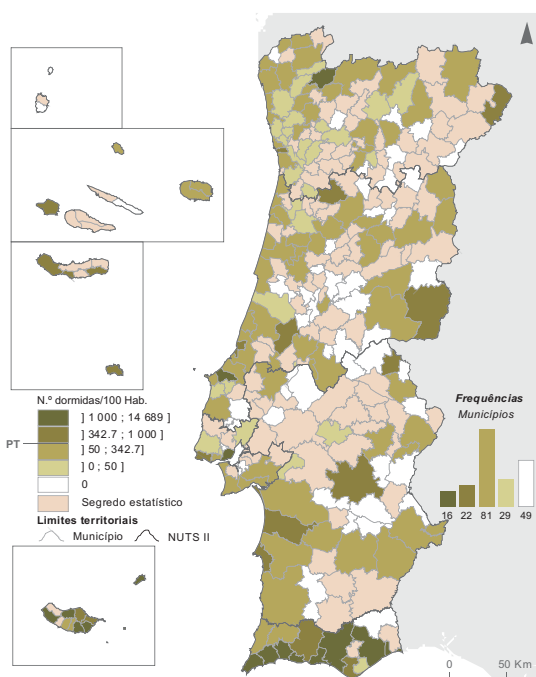 N.º dormidas/100 Hab.
] 1 000 ; 14 689 ]
] 342.7 ; 1 000 ]
PT
] 50 ; 342.7]
] 0 ; 50 ]
0
Segredo estatístico
Limites territoriais
Município
NUTS II
Frequências
Municípios
16 22 81 29 49
0 50 Km